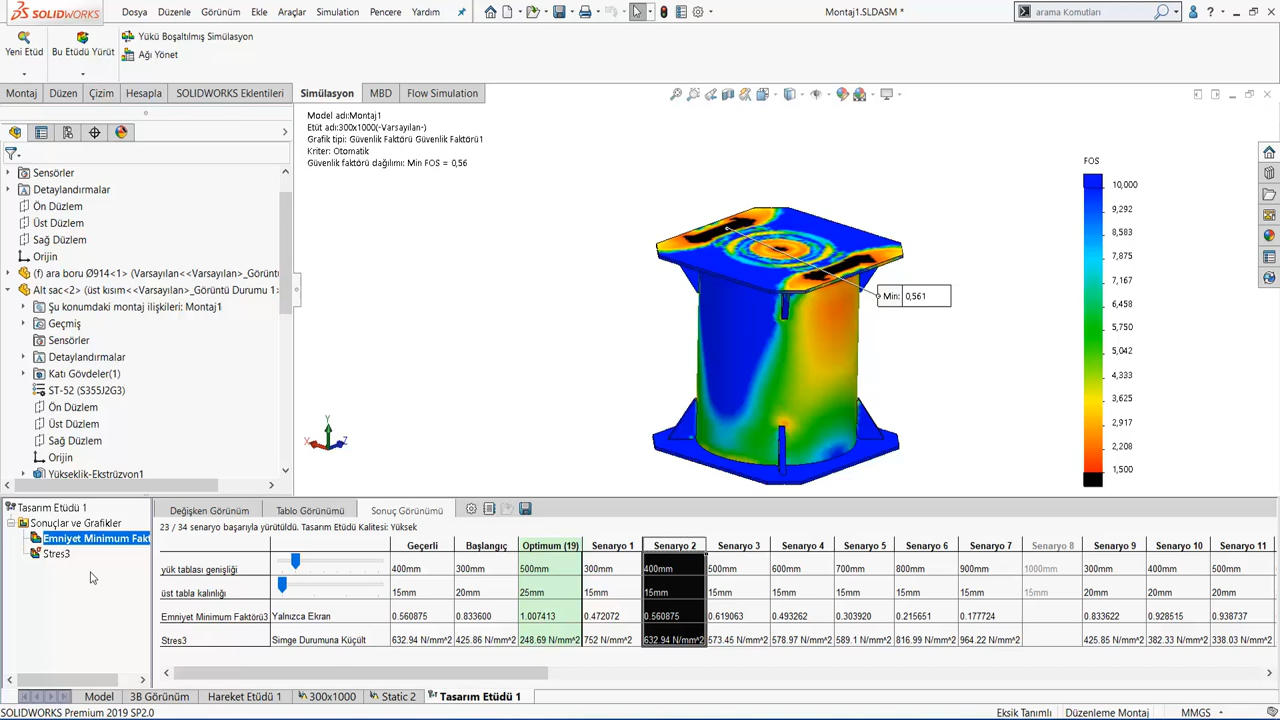 SOLIDWORKS Dosya Düzenle Görünüm Ekle Araçlar Simulation Pencere Yardım Montaj1.SLDASM * arama Komutları
Yeni Etüd Bu Etüdü Yürüt Yükü Boşaltılmış Simülasyon
Ağı Yönet
Montaj Düzen Çizim Hesapla SOLIDWORKS Eklentileri Simülasyon MBD Flow Simulation
Model adı:Montaj1
Etüt adı:300x1000(-Varsayılan-)
Grafik tipi: Güvenlik Faktörü Güvenlik Faktörü1
Kriter: Otomatik
Güvenlik faktörü dağılımı: Min FOS = 0,56
Sensörler
Detaylandırmalar
Ön Düzlem
Üst Düzlem
Sağ Düzlem
Orijin
(f) ara boru Ø914<1> (Varsayılan<<Varsayılan>_Görüntü
Alt sac<2> (üst kısım<<Varsayılan>_Görüntü Durumu 1>
Şu konumdaki montaj ilişkileri: Montaj1
Geçmiş
Sensörler
Detaylandırmalar
Katı Gövdeler(1)
ST-52 (S355J2G3)
Ön Düzlem
Üst Düzlem
Sağ Düzlem
Orijin
Yükseklik-Ekstrüzyon1
FOS
10,000
9,292
8,583
7,875
7,167
6,458
5,750
5,042
4,333
3,625
2,917
2,208
1,500
Min: 0,561
Y
X
Z
Tasarım Etüdü 1
Sonuçlar ve Grafikler
Emniyet Minimum Fakt
Stres3
Değişken Görünüm Tablo Görünümü Sonuç Görünümü
23 / 34 senaryo başarıyla yürütüldü. Tasarım Etüdü Kalitesi: Yüksek
Geçerli Başlangıç Optimum (19) Senaryo 1 Senaryo 2 Senaryo 3 Senaryo 4 Senaryo 5 Senaryo 6 Senaryo 7 Senaryo 8 Senaryo 9 Senaryo 10 Senaryo 11
yük tablası genişliği 400mm 300mm 500mm 300mm 400mm 500mm 600mm 700mm 800mm 900mm 1000mm 300mm 400mm 500mm
üst tabla kalınlığı 15mm 20mm 25mm 15mm 15mm 15mm 15mm 15mm 15mm 15mm 15mm 20mm 20mm 20mm
Emniyet Minimum Faktörü3 Yalnızca Ekran 0.560875 0.833600 1.007413 0.472072 0.560875 0.619063 0.493262 0.303920 0.215651 0.177724 0.833622 0.928515 0.936737
Stres3 Simge Durumuna Küçült 632.94 N/mm^2 425.86 N/mm^2 248.69 N/mm^2 752 N/mm^2 632.94 N/mm^2 573.45 N/mm^2 578.97 N/mm^2 589.1 N/mm^2 816.99 N/mm^2 964.22 N/mm^2 425.85 N/mm^2 382.33 N/mm^2 338.03 N/mm^2
Model 3B Görünüm Hareket Etüdü 1 300x1000 Static 2 Tasarım Etüdü 1
SOLIDWORKS Premium 2019 SP2.0 Eksik Tanımlı Düzenleme Montaj MMGS